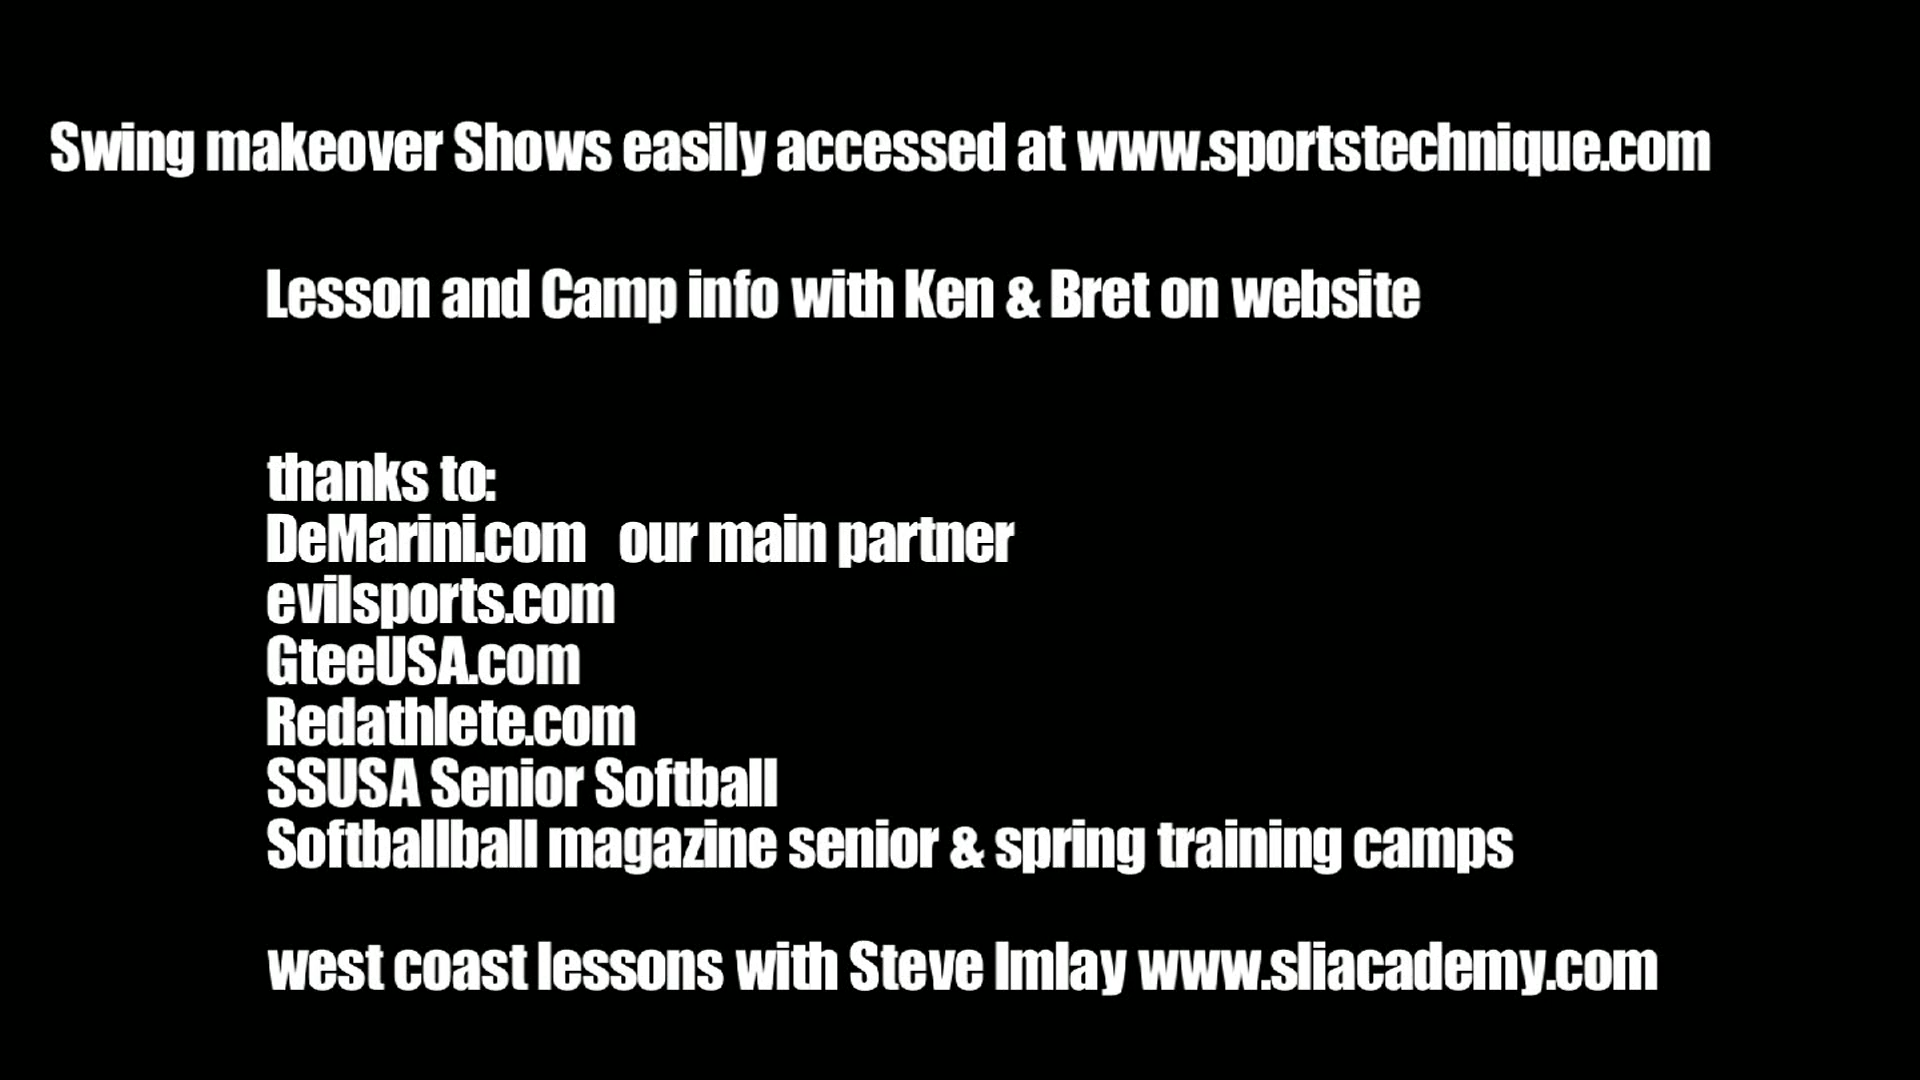 Swing makeover Shows easily accessed at www.sportstechnique.com
Lesson and Camp info with Ken & Bret on website
thanks to:
DeMarini.com our main partner
evilsports.com
GteeUSA.com
Redathlete.com
SSUSA Senior Softball
Softballball magazine senior & spring training camps
west coast lessons with Steve Imlay www.sliacademy.com